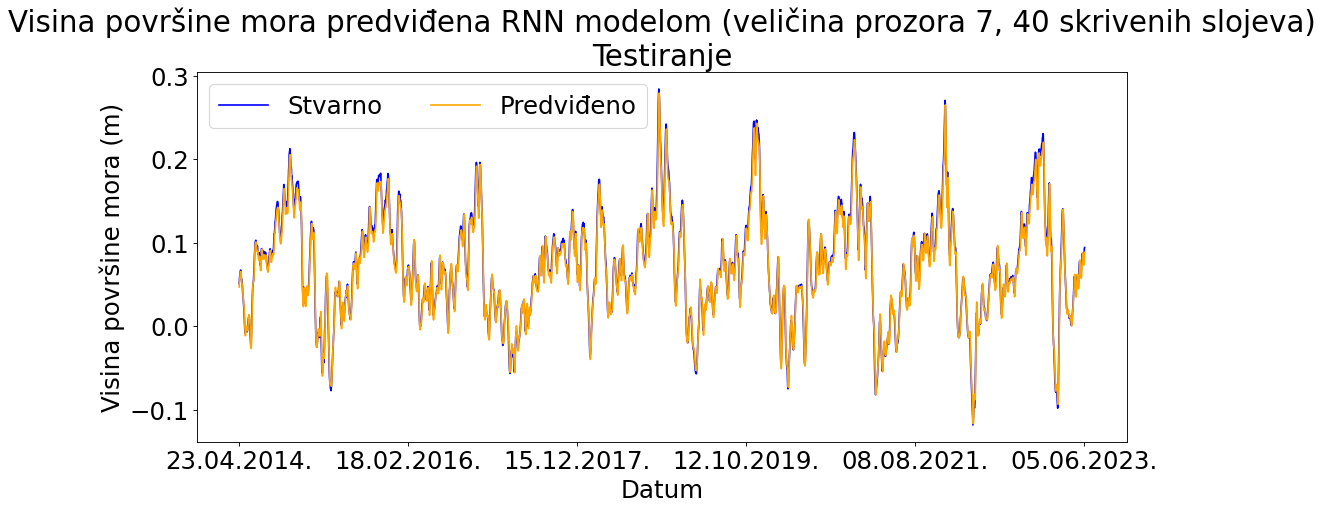 Visina površine mora predviđena RNN modelom (veličina prozora 7, 40 skrivenih slojeva)
Testiranje
Stvarno
Predviđeno
Visina površine mora (m)
0.3
0.2
0.1
0.0
−0.1
23.04.2014.
18.02.2016.
15.12.2017.
12.10.2019.
08.08.2021.
05.06.2023.
Datum